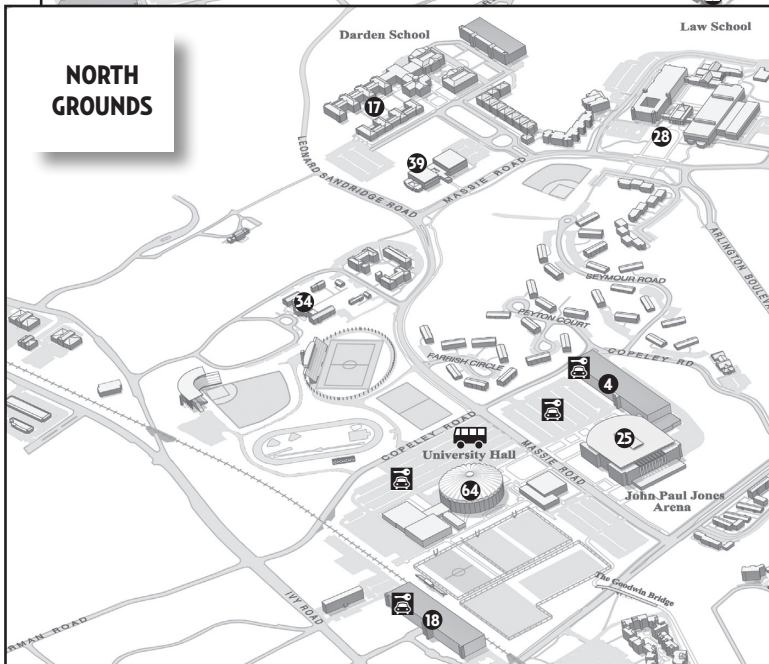 NORTH
GROUNDS
Darden School
Law School
17
28
39
LEONARD SANDRIDGE ROAD
MASSIE ROAD
ARLINGTON BOULEVA
SEYMOUR ROAD
34
PEYTON COURT
FARRISH CIRCLE
COPELEY RD
4
COPELEY ROAD
25
University Hall
MASSIE ROAD
64
John Paul Jones
Arena
The Goodwin Bridge
IVY ROAD
18
RMAN ROAD